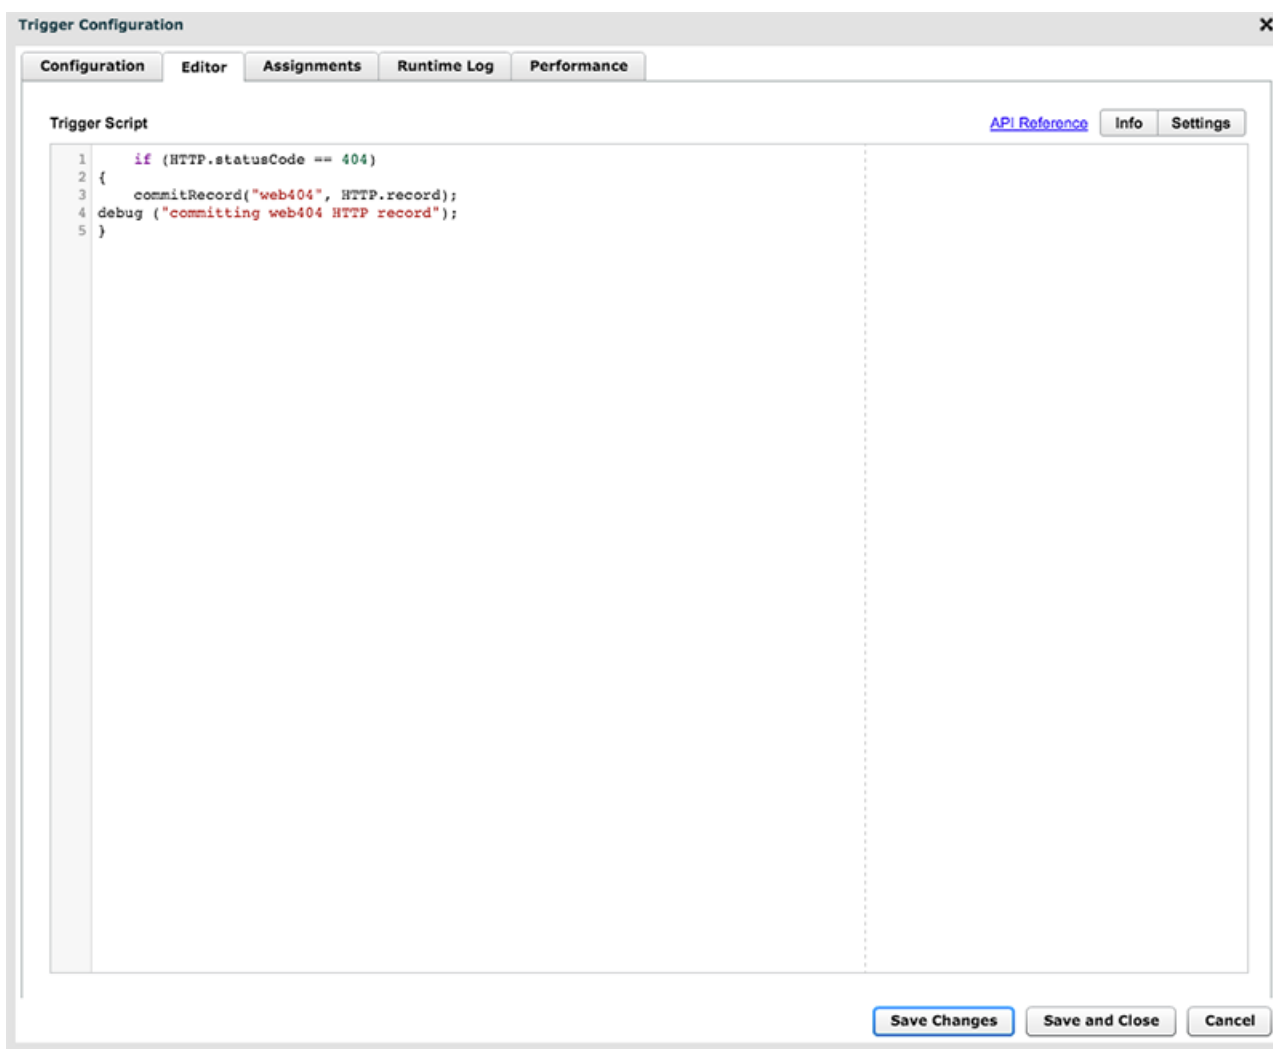 Trigger Configuration
Configuration Editor Assignments Runtime Log Performance
Trigger Script API Reference Info Settings
1 if (HTTP.statusCode == 404)
2 {
3 commitRecord("web404", HTTP.record);
4 debug ("committing web404 HTTP record");
5 }
Save Changes Save and Close Cancel